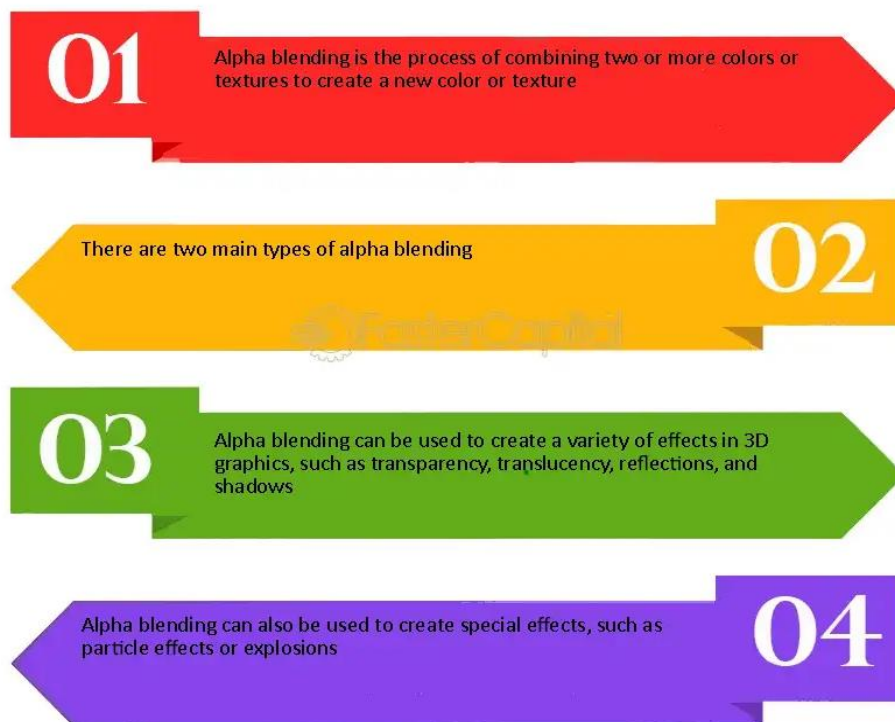 01
Alpha blending is the process of combining two or more colors or
textures to create a new color or texture
There are two main types of alpha blending
02
FasterCapital
03
Alpha blending can be used to create a variety of effects in 3D
graphics, such as transparency, translucency, reflections, and
shadows
Alpha blending can also be used to create special effects, such as
particle effects or explosions
04